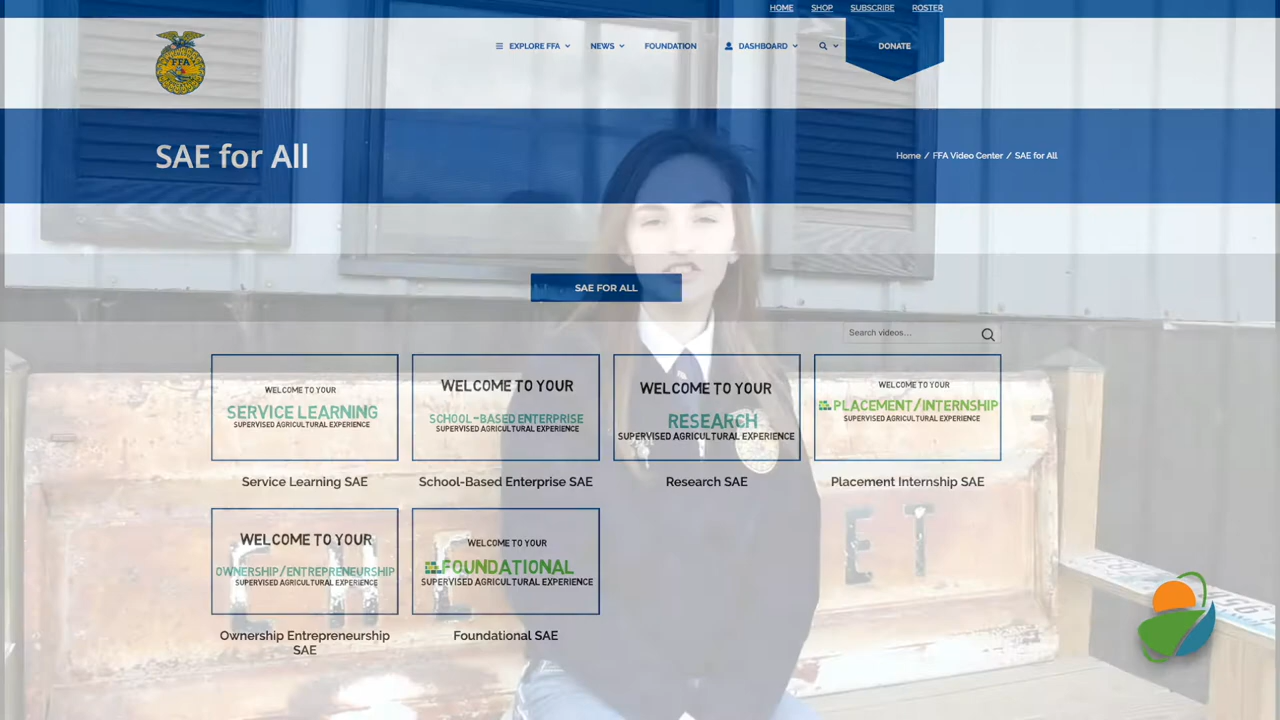 HOME SHOP SUBSCRIBE ROSTER
FFA
EXPLORE FFA NEWS FOUNDATION DASHBOARD DONATE
SAE for All
Home / FFA Video Center / SAE for All
SAE FOR ALL
Search videos...
WELCOME TO YOUR
SERVICE LEARNING
SUPERVISED AGRICULTURAL EXPERIENCE
Service Learning SAE
WELCOME TO YOUR
SCHOOL-BASED ENTERPRISE
SUPERVISED AGRICULTURAL EXPERIENCE
School-Based Enterprise SAE
WELCOME TO YOUR
RESEARCH
SUPERVISED AGRICULTURAL EXPERIENCE
Research SAE
WELCOME TO YOUR
PLACEMENT/INTERNSHIP
SUPERVISED AGRICULTURAL EXPERIENCE
Placement Internship SAE
WELCOME TO YOUR
OWNERSHIP/ENTREPRENEURSHIP
SUPERVISED AGRICULTURAL EXPERIENCE
Ownership Entrepreneurship
SAE
WELCOME TO YOUR
FOUNDATIONAL
SUPERVISED AGRICULTURAL EXPERIENCE
Foundational SAE